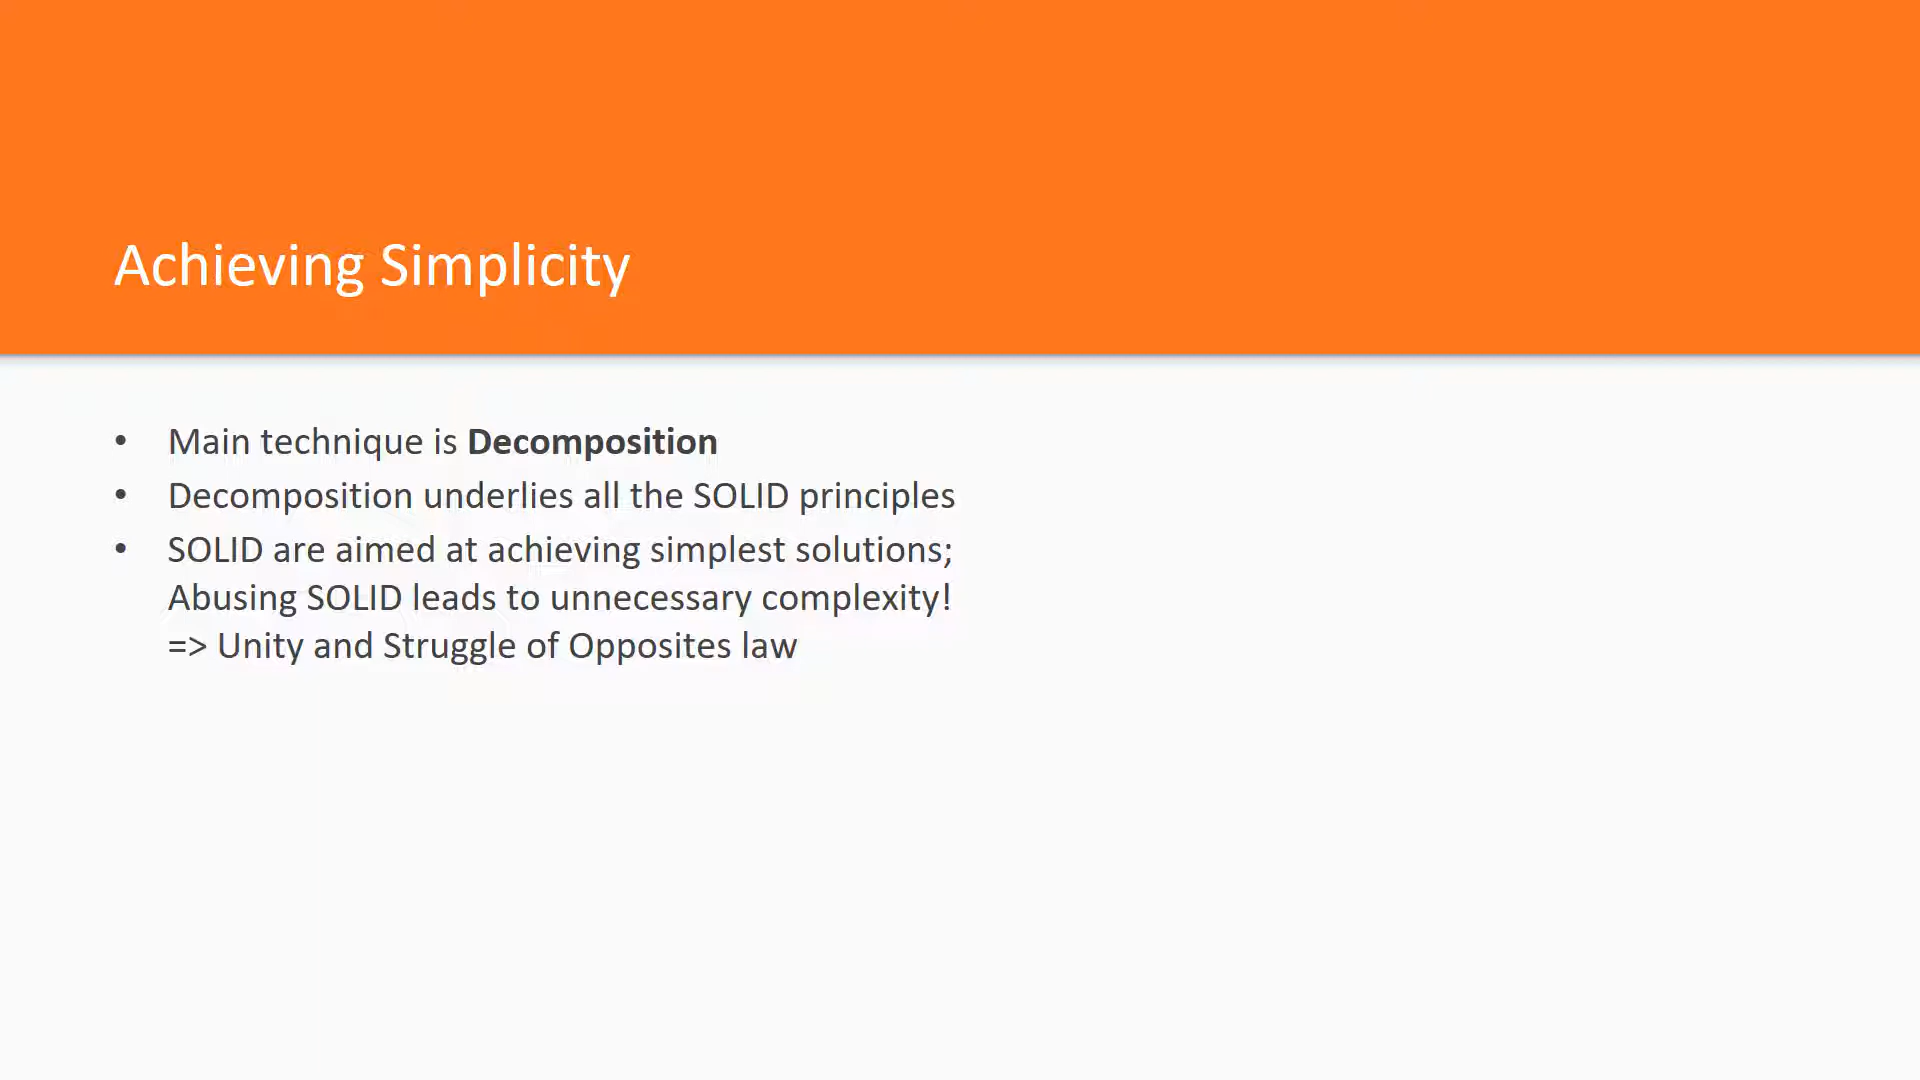 Achieving Simplicity
• Main technique is Decomposition
• Decomposition underlies all the SOLID principles
• SOLID are aimed at achieving simplest solutions;
Abusing SOLID leads to unnecessary complexity!
=> Unity and Struggle of Opposites law